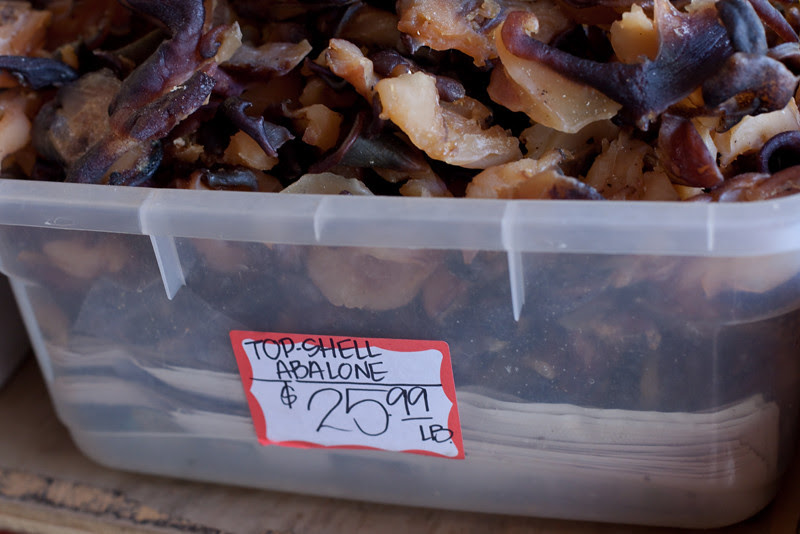 TOP-SHELL
ABALONE
¢ 25.99
LB.